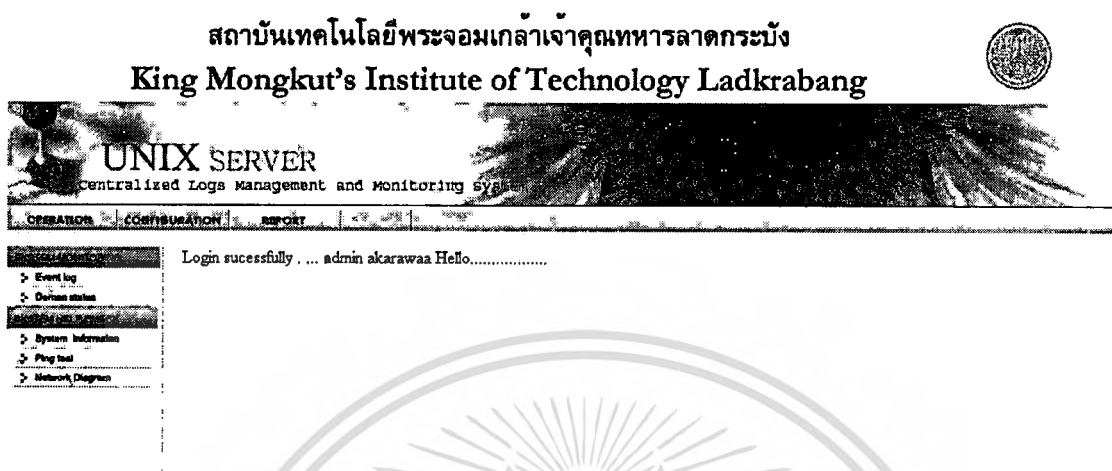 สถาบันเทคโนโลยีพระจอมเกล้าเจ้าคุณทหารลาดกระบัง
King Mongkut's Institute of Technology Ladkrabang
UNIX SERVER
Centralized Logs Management and Monitoring
OPERATION CONFIGURATION REPORT
Login sucessfully . ... admin akarawaa Hello..................
Event log
Deman status
System Information
Ping tool
Network Diagram